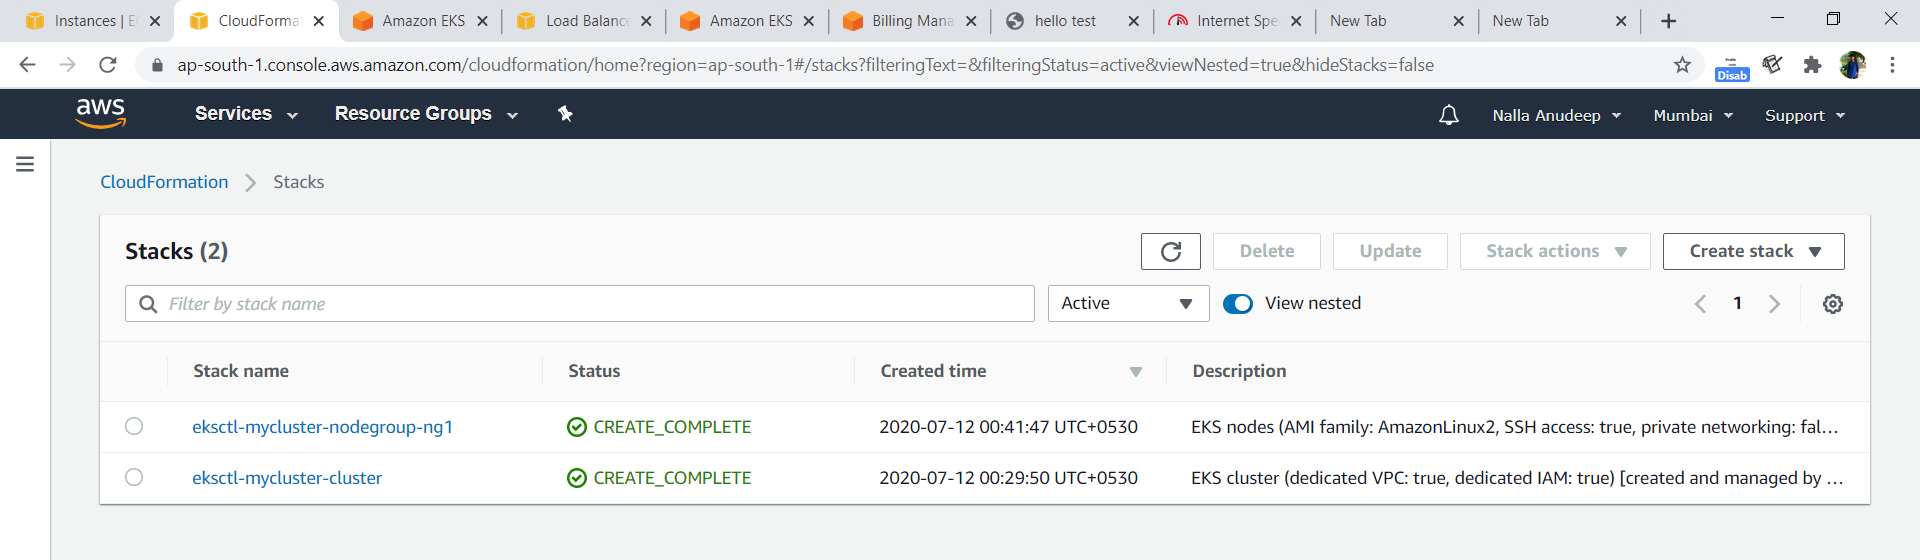 Instances | E
CloudForma
Amazon EKS
Load Balance
Amazon EKS
Billing Mana
hello test
Internet Spe
New Tab
New Tab
ap-south-1.console.aws.amazon.com/cloudformation/home?region=ap-south-1#/stacks?filteringText=&filteringStatus=active&viewNested=true&hideStacks=false
Disab
aws
Services
Resource Groups
Nalla Anudeep
Mumbai
Support
CloudFormation
Stacks
Stacks (2)
Delete
Update
Stack actions
Create stack
Filter by stack name
Active
View nested
1
Stack name
Status
Created time
Description
eksctl-mycluster-nodegroup-ng1
CREATE_COMPLETE
2020-07-12 00:41:47 UTC+0530
EKS nodes (AMI family: AmazonLinux2, SSH access: true, private networking: fal…
eksctl-mycluster-cluster
CREATE_COMPLETE
2020-07-12 00:29:50 UTC+0530
EKS cluster (dedicated VPC: true, dedicated IAM: true) [created and managed by …